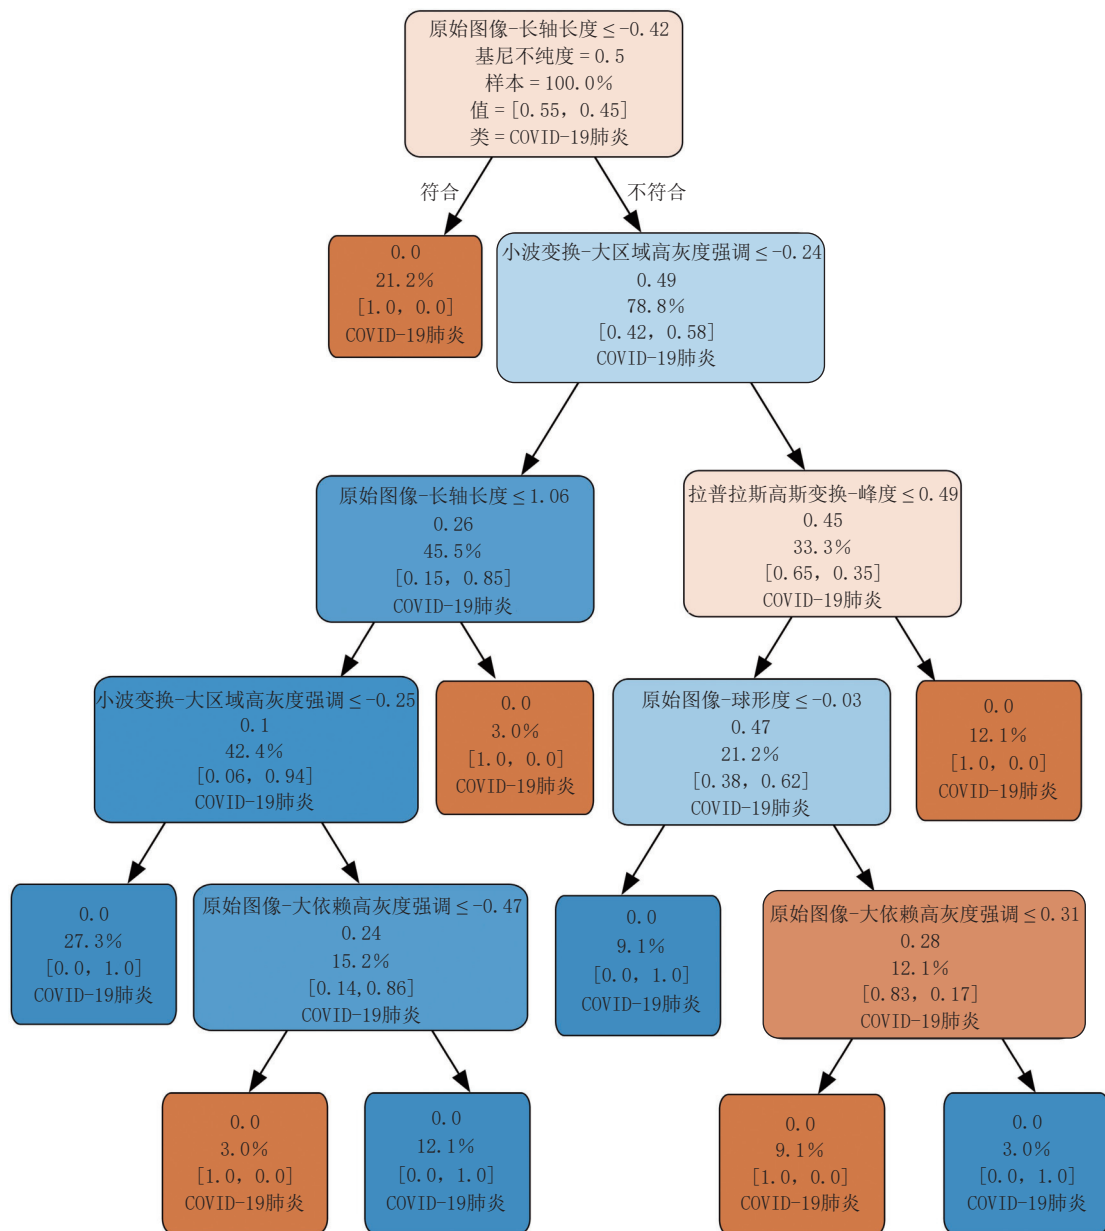 原始图像-长轴长度≤-0.42
基尼不纯度=0.5
样本=100.0%
值=[0.55, 0.45]
类=COVID-19肺炎
符合
不符合
0.0
21.2%
[1.0, 0.0]
COVID-19肺炎
小波变换-大区域高灰度强调≤-0.24
0.49
78.8%
[0.42, 0.58]
COVID-19肺炎
原始图像-长轴长度≤1.06
0.26
45.5%
[0.15, 0.85]
COVID-19肺炎
拉普拉斯高斯变换-峰度≤0.49
0.45
33.3%
[0.65, 0.35]
COVID-19肺炎
小波变换-大区域高灰度强调≤-0.25
0.1
42.4%
[0.06, 0.94]
COVID-19肺炎
0.0
3.0%
[1.0, 0.0]
COVID-19肺炎
原始图像-球形度≤-0.03
0.47
21.2%
[0.38, 0.62]
COVID-19肺炎
0.0
12.1%
[1.0, 0.0]
COVID-19肺炎
0.0
27.3%
[0.0, 1.0]
COVID-19肺炎
原始图像-大依赖高灰度强调≤-0.47
0.24
15.2%
[0.14,0.86]
COVID-19肺炎
0.0
9.1%
[0.0, 1.0]
COVID-19肺炎
原始图像-大依赖高灰度强调≤0.31
0.28
12.1%
[0.83, 0.17]
COVID-19肺炎
0.0
3.0%
[1.0, 0.0]
COVID-19肺炎
0.0
12.1%
[0.0, 1.0]
COVID-19肺炎
0.0
9.1%
[1.0, 0.0]
COVID-19肺炎
0.0
3.0%
[0.0, 1.0]
COVID-19肺炎